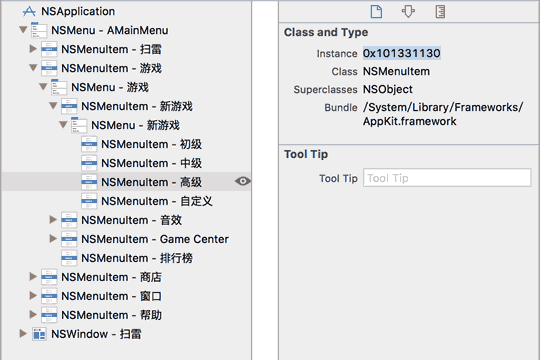 NSApplication
NSMenu - AMainMenu
NSMenuItem - 扫雷
NSMenuItem - 游戏
NSMenu - 游戏
NSMenuItem - 新游戏
NSMenu - 新游戏
NSMenuItem - 初级
NSMenuItem - 中级
NSMenuItem - 高级
NSMenuItem - 自定义
NSMenuItem - 音效
NSMenuItem - Game Center
NSMenuItem - 排行榜
NSMenuItem - 商店
NSMenuItem - 窗口
NSMenuItem - 帮助
NSWindow - 扫雷
Class and Type
Instance 0x101331130
Class NSMenuItem
Superclasses NSObject
Bundle /System/Library/Frameworks/
AppKit.framework
Tool Tip
Tool Tip Tool Tip